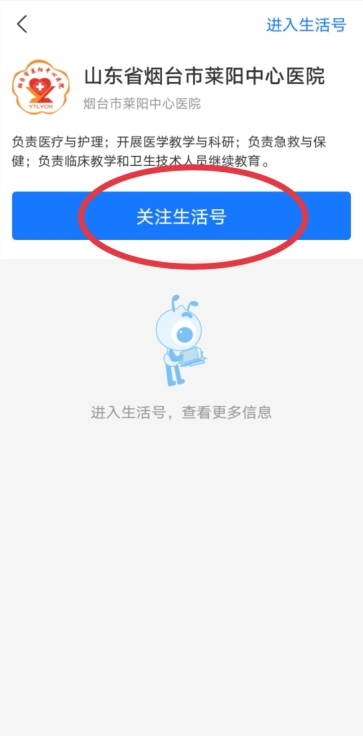 进入生活号
山东省烟台市莱阳中心医院
烟台市莱阳中心医院
YTLYCH
负责医疗与护理；开展医学教学与科研；负责急救与保
健；负责临床教学和卫生技术人员继续教育。
关注生活号
进入生活号，查看更多信息